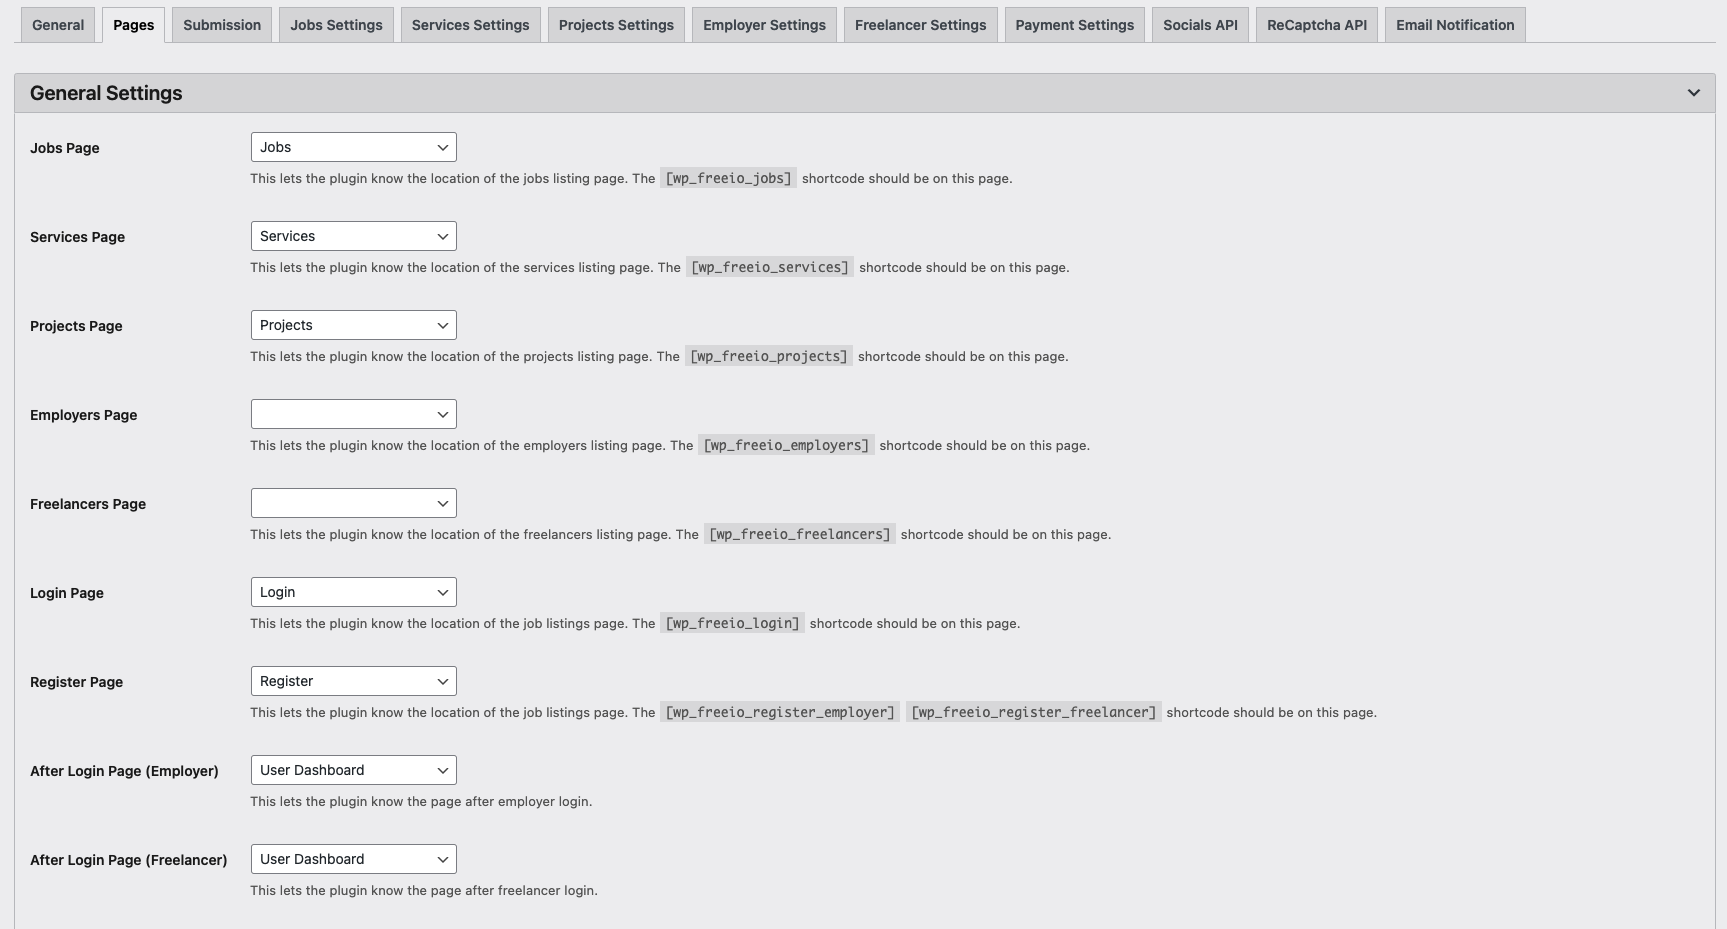 General Pages Submission Jobs Settings Services Settings Projects Settings Employer Settings Freelancer Settings Payment Settings Socials API ReCaptcha API Email Notification
General Settings
Jobs Page Jobs
This lets the plugin know the location of the jobs listing page. The [wp_freeio_jobs] shortcode should be on this page.
Services Page Services
This lets the plugin know the location of the services listing page. The [wp_freeio_services] shortcode should be on this page.
Projects Page Projects
This lets the plugin know the location of the projects listing page. The [wp_freeio_projects] shortcode should be on this page.
Employers Page
This lets the plugin know the location of the employers listing page. The [wp_freeio_employers] shortcode should be on this page.
Freelancers Page
This lets the plugin know the location of the freelancers listing page. The [wp_freeio_freelancers] shortcode should be on this page.
Login Page Login
This lets the plugin know the location of the job listings page. The [wp_freeio_login] shortcode should be on this page.
Register Page Register
This lets the plugin know the location of the job listings page. The [wp_freeio_register_employer] [wp_freeio_register_freelancer] shortcode should be on this page.
After Login Page (Employer) User Dashboard
This lets the plugin know the page after employer login.
After Login Page (Freelancer) User Dashboard
This lets the plugin know the page after freelancer login.